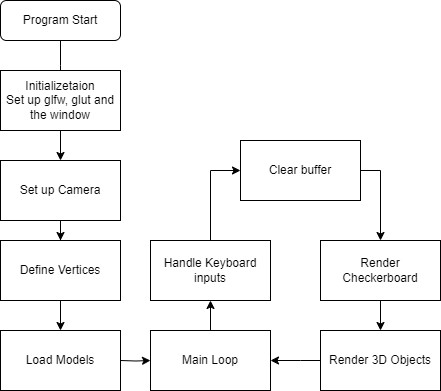 Program Start
Initializetaion
Set up glfw, glut and
the window
Set up Camera
Define Vertices
Load Models
Main Loop
Handle Keyboard
inputs
Clear buffer
Render
Checkerboard
Render 3D Objects